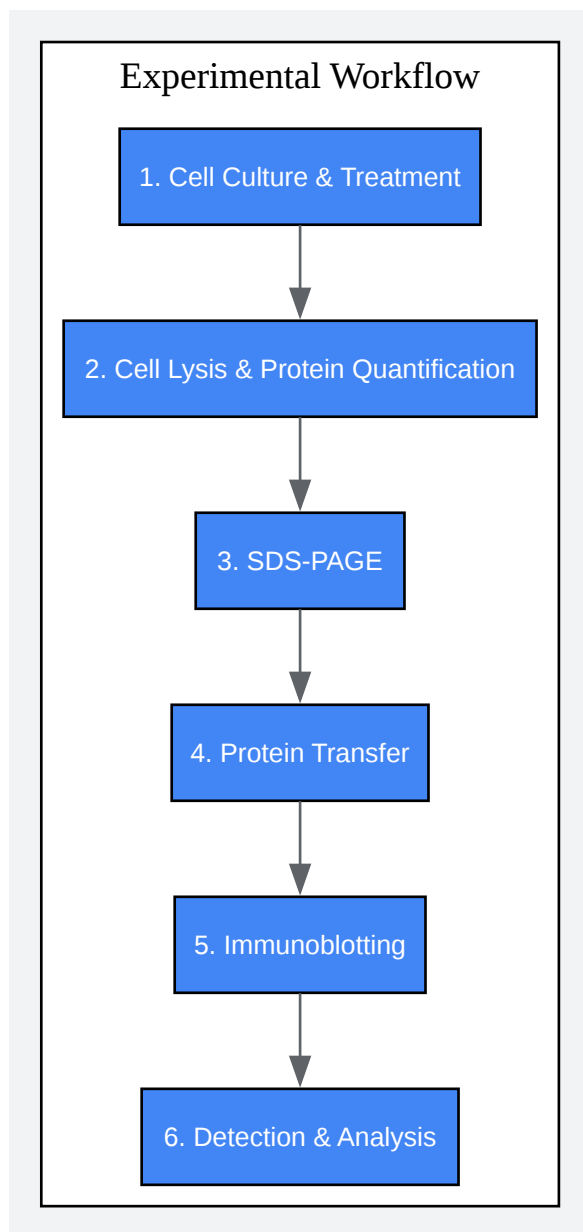 Experimental Workflow
1. Cell Culture & Treatment
2. Cell Lysis & Protein Quantification
3. SDS-PAGE
4. Protein Transfer
5. Immunoblotting
6. Detection & Analysis